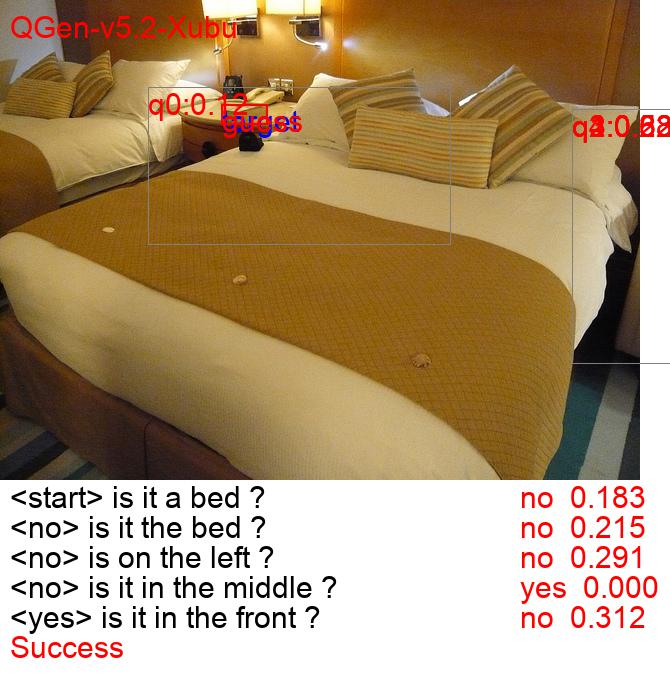 QGen-v5.2-Xubu
q0:0.12
guess
<start> is it a bed ? no 0.183
<no> is it the bed ? no 0.215
<no> is on the left ? no 0.291
<no> is it in the middle ? yes 0.000
<yes> is it in the front ? no 0.312
Success